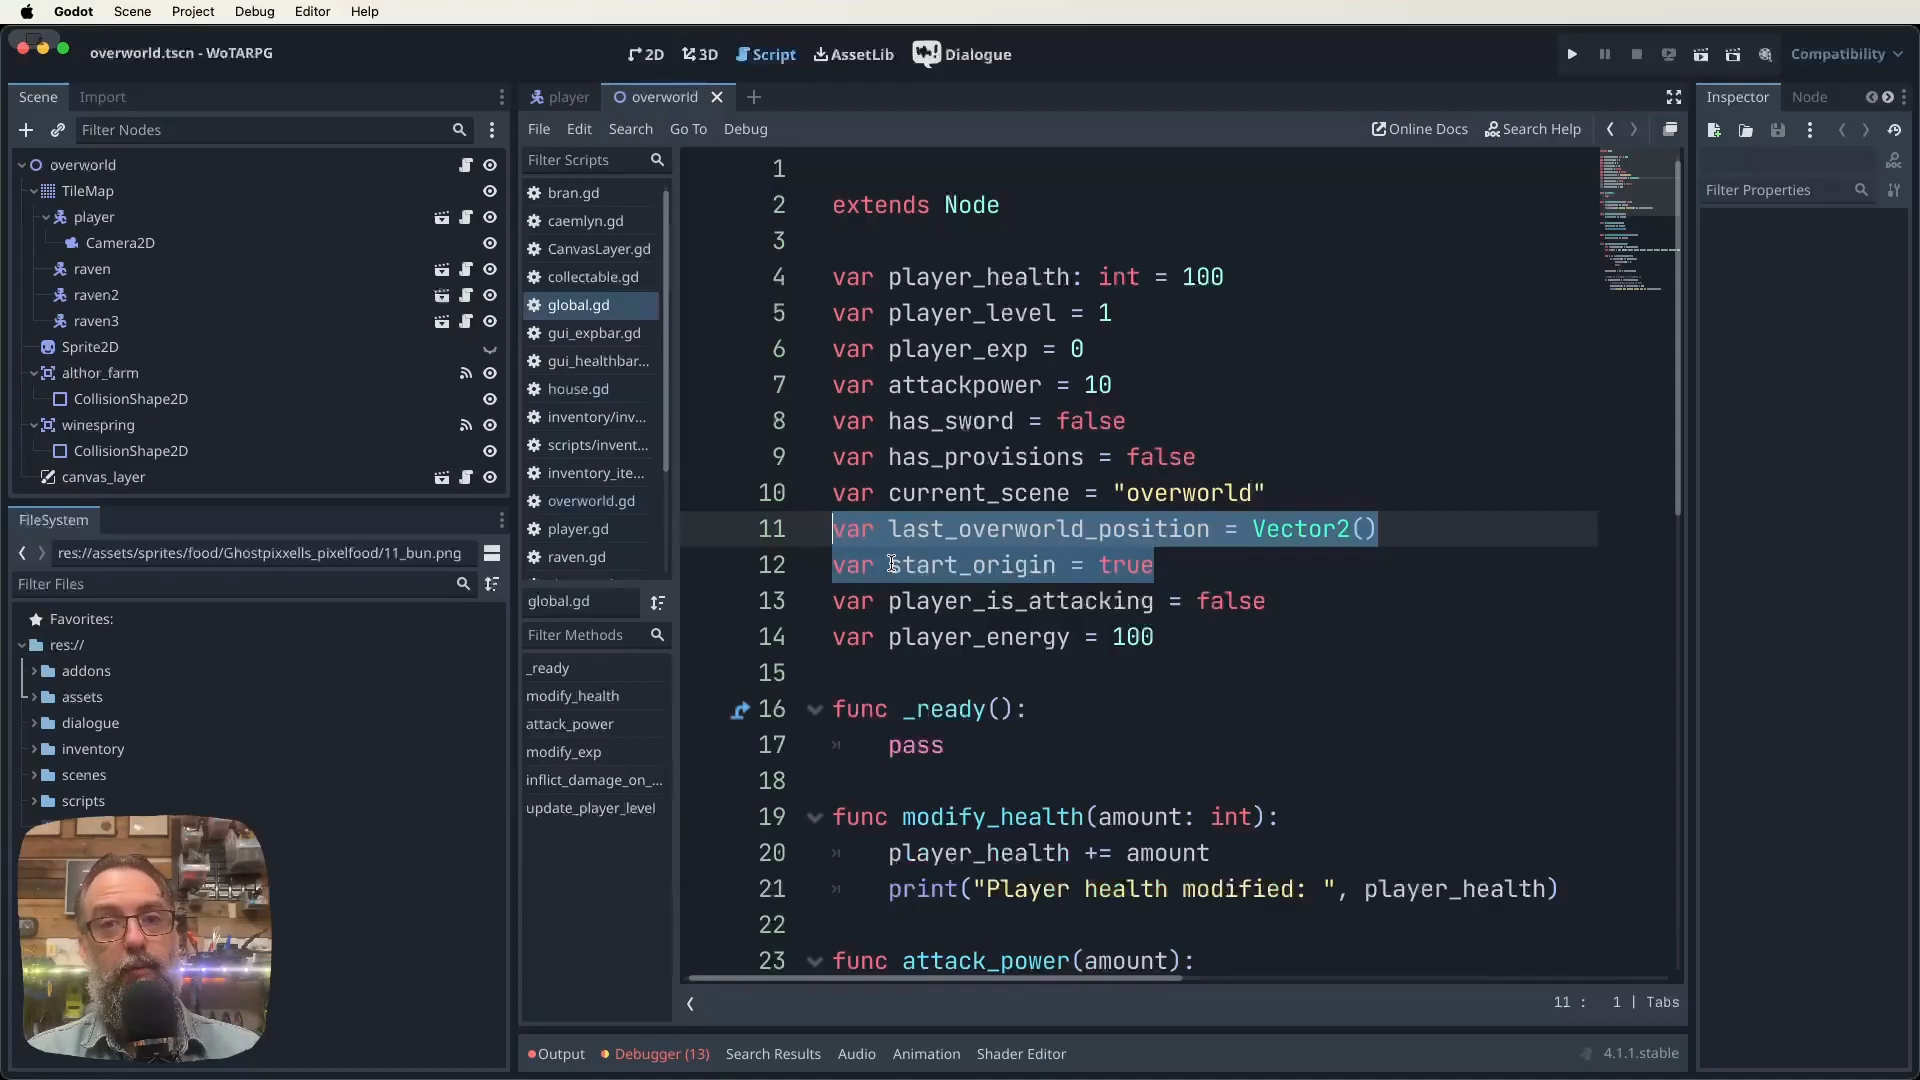 Godot Scene Project Debug Editor Help
overworld.tscn - WoTARPG
2D 3D Script AssetLib Dialogue
Compatibility
Scene Import
Filter Nodes
overworld
TileMap
player
Camera2D
raven
raven2
raven3
Sprite2D
althor_farm
CollisionShape2D
winespring
CollisionShape2D
canvas_layer
FileSystem
res://assets/sprites/food/Ghostpixxells_pixelfood/11_bun.png
Filter Files
Favorites:
res://
addons
assets
dialogue
inventory
scenes
scripts
player overworld
File Edit Search Go To Debug
Online Docs Search Help
Filter Scripts
bran.gd
caemlyn.gd
CanvasLayer.gd
collectable.gd
global.gd
gui_expbar.gd
gui_healthbar...
house.gd
inventory/inv...
scripts/invent...
inventory_ite...
overworld.gd
player.gd
raven.gd
global.gd
Filter Methods
_ready
modify_health
attack_power
modify_exp
inflict_damage_on_...
update_player_level
1
2 extends Node
3
4 var player_health: int = 100
5 var player_level = 1
6 var player_exp = 0
7 var attackpower = 10
8 var has_sword = false
9 var has_provisions = false
10 var current_scene = "overworld"
11 var last_overworld_position = Vector2()
12 var start_origin = true
13 var player_is_attacking = false
14 var player_energy = 100
15
16 func _ready():
17 pass
18
19 func modify_health(amount: int):
20 player_health += amount
21 print("Player health modified: ", player_health)
22
23 func attack_power(amount):
11 : 1 | Tabs
Output Debugger (13) Search Results Audio Animation Shader Editor
4.1.1.stable
Inspector Node
Filter Properties